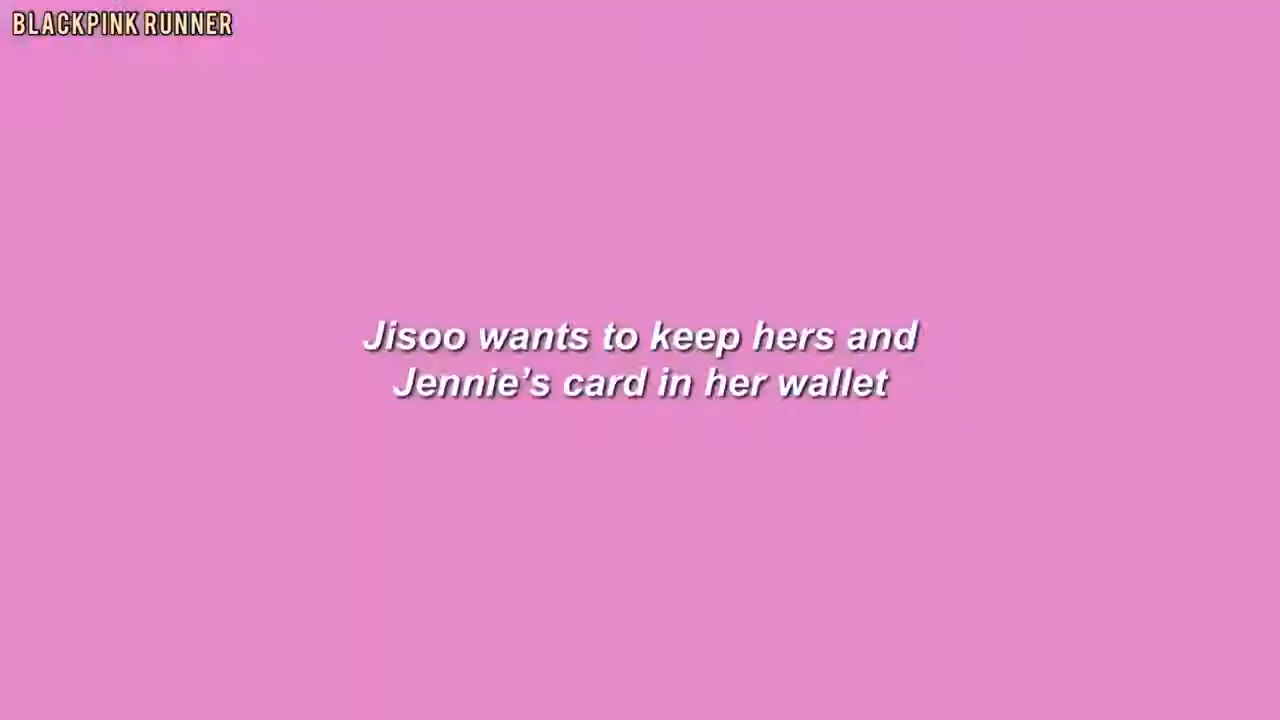 BLACKPINK RUNNER
Jisoo wants to keep hers and
Jennie’s card in her wallet